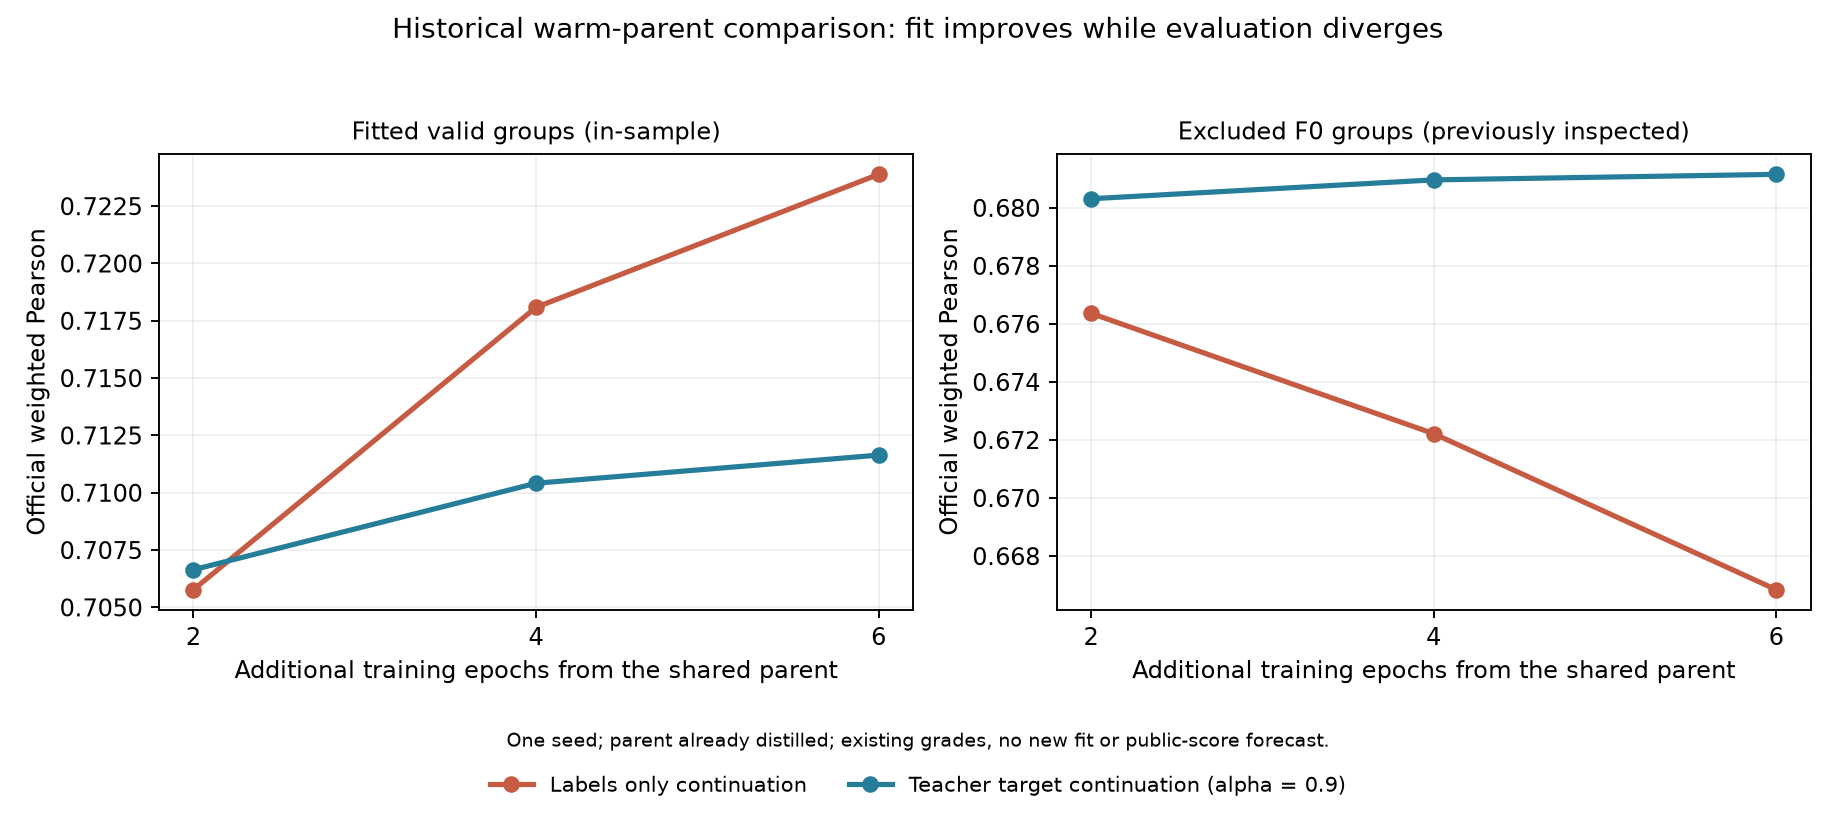 Historical warm-parent comparison: fit improves while evaluation diverges
Fitted valid groups (in-sample)
Official weighted Pearson
0.7225
0.7200
0.7175
0.7150
0.7125
0.7100
0.7075
0.7050
2
4
6
Additional training epochs from the shared parent
Excluded F0 groups (previously inspected)
Official weighted Pearson
0.680
0.678
0.676
0.674
0.672
0.670
0.668
2
4
6
Additional training epochs from the shared parent
One seed; parent already distilled; existing grades, no new fit or public-score forecast.
Labels only continuation
Teacher target continuation (alpha = 0.9)